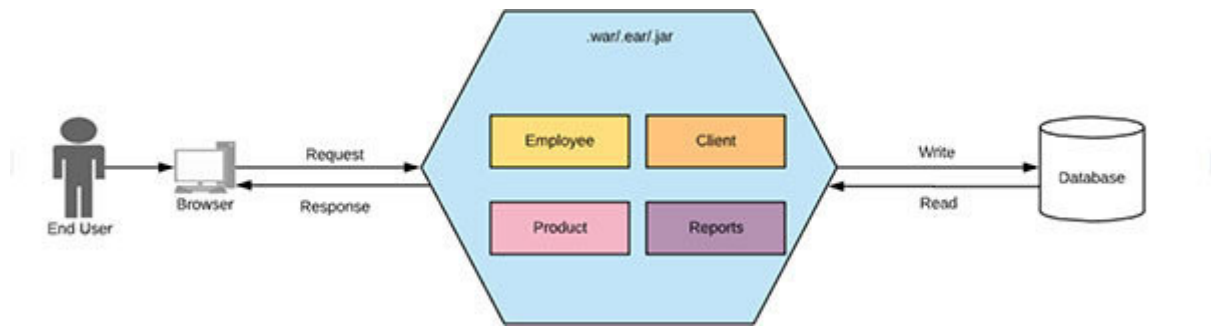 .war/.ear/.jar
Employee
Client
Request
Write
Database
Browser
Response
Read
End User
Product
Reports